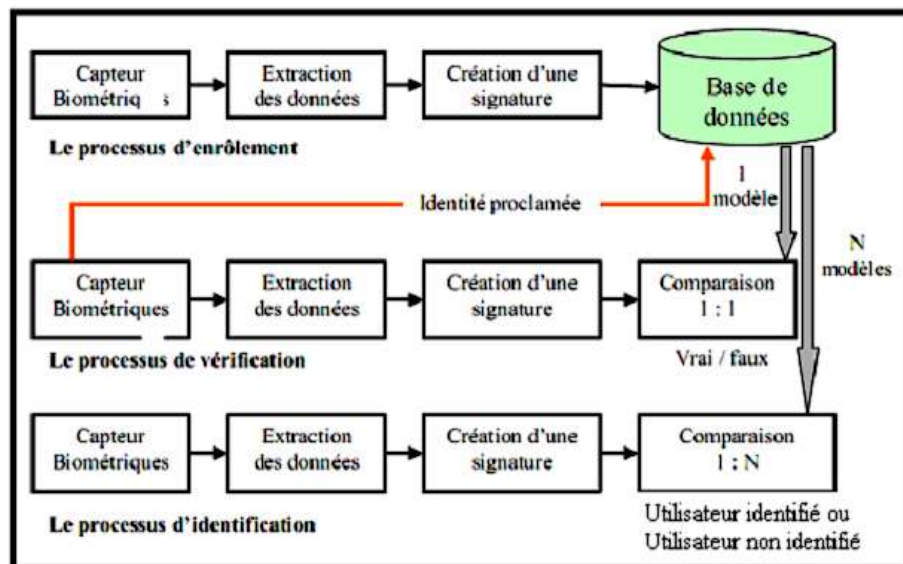 Capteur
Biométriques
Extraction
des données
Création d'une
signature
Base de
données
Le processus d'enrôlement
1
modèle
Identité proclamée
N
modèles
Capteur
Biométriques
Extraction
des données
Création d'une
signature
Comparaison
1 : 1
Le processus de vérification
Vrai / faux
Capteur
Biométriques
Extraction
des données
Création d'une
signature
Comparaison
1 : N
Le processus d'identification
Utilisateur identifié ou
Utilisateur non identifié